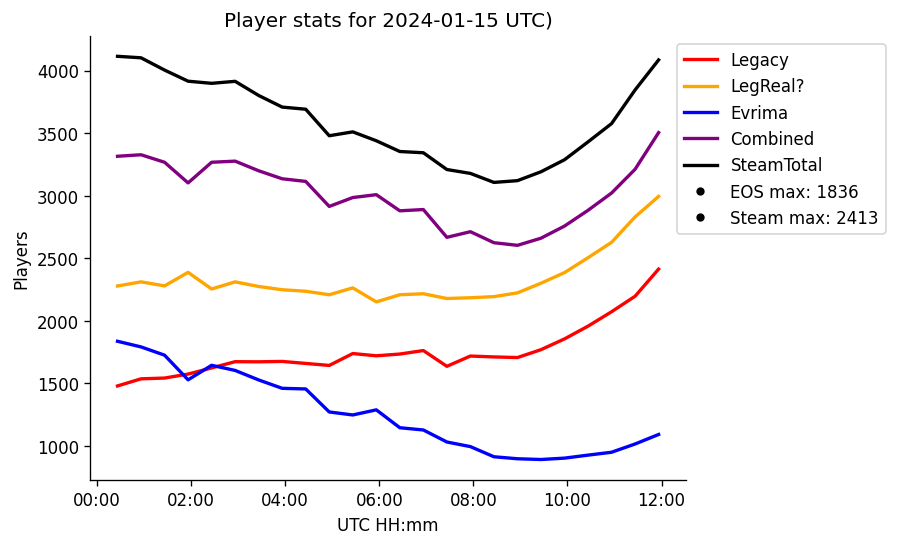 Player stats for 2024-01-15 UTC)
Players
4000
3500
3000
2500
2000
1500
1000
00:00 02:00 04:00 06:00 08:00 10:00 12:00
UTC HH:mm
Legacy
LegReal?
Evrima
Combined
SteamTotal
EOS max: 1836
Steam max: 2413